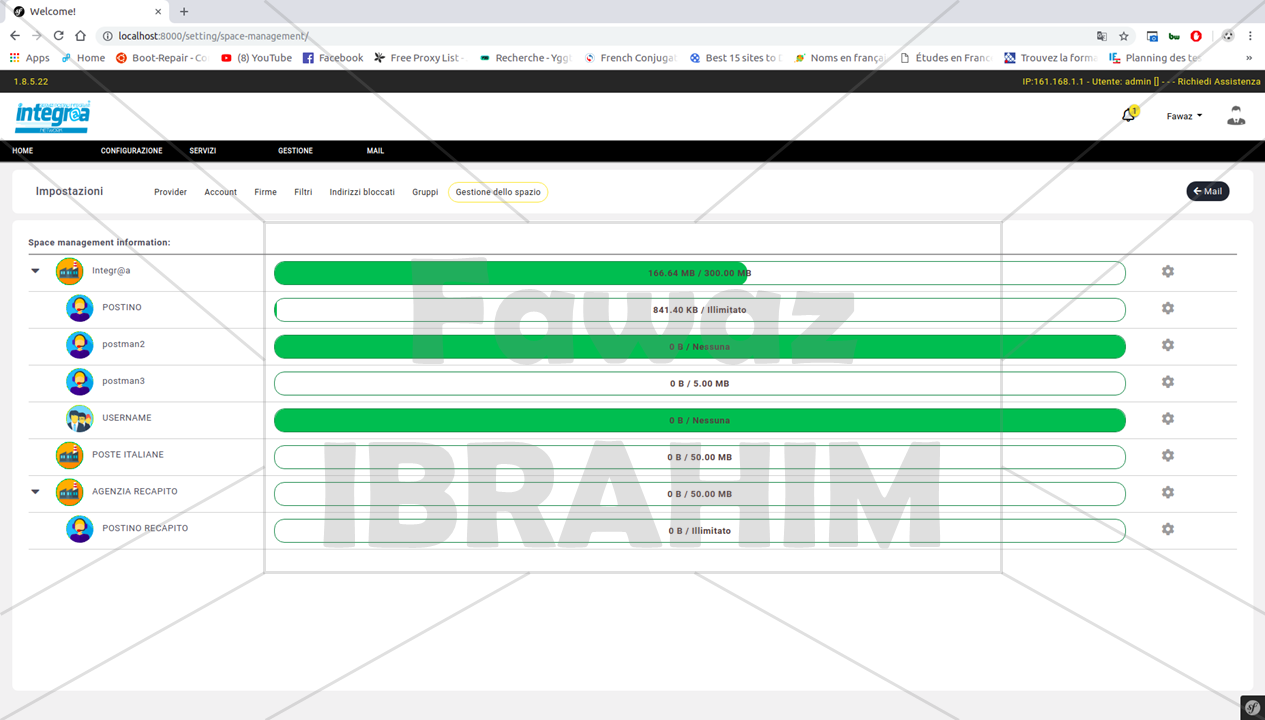 Welcome!
localhost:8000/setting/space-management/
Apps Home Boot-Repair - Co (8) YouTube Facebook Free Proxy List - Recherche - Ygg French Conjuga Best 15 sites to D Noms en frança Études en Franc Trouvez la forma Planning des te »
1.8.5.22 IP:161.168.1.1 - Utente: admin [] - - - Richiedi Assistenza
integr@a
NETWORK
1
Fawaz
HOME CONFIGURAZIONE SERVIZI GESTIONE MAIL
Impostazioni Provider Account Firme Filtri Indirizzi bloccati Gruppi Gestione dello spazio Mail
Space management information:
Integr@a 166.64 MB / 300.00 MB
POSTINO 841.40 KB / Illimitato
postman2 0 B / Nessuna
postman3 0 B / 5.00 MB
USERNAME 0 B / Nessuna
POSTE ITALIANE 0 B / 50.00 MB
AGENZIA RECAPITO 0 B / 50.00 MB
POSTINO RECAPITO 0 B / Illimitato
Fawaz
IBRAHIM